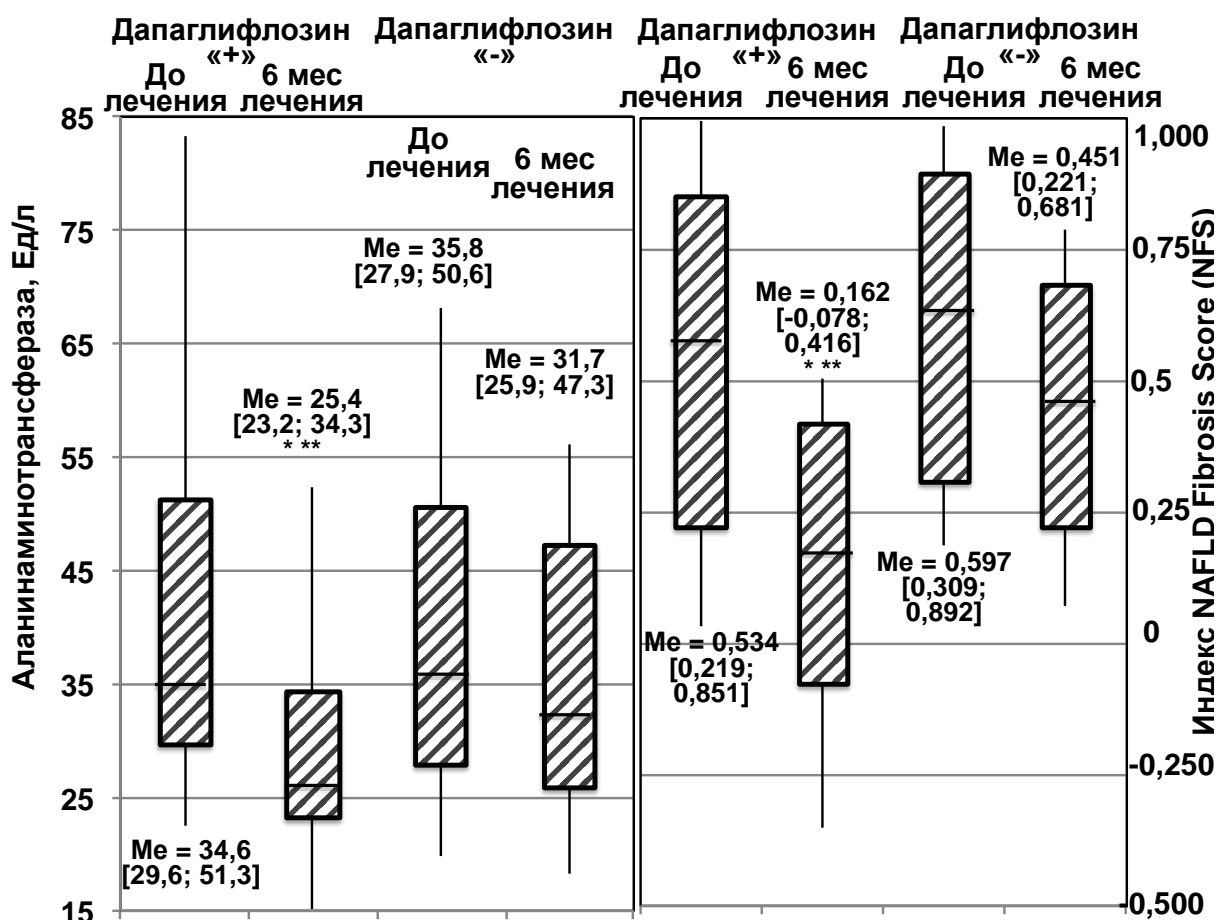 Дапаглифлозин
«+»
Дапаглифлозин
«-»
Дапаглифлозин
«+»
Дапаглифлозин
«-»
До
лечения
6 мес
лечения
До
лечения
6 мес
лечения
До
лечения
6 мес
лечения
До
лечения
6 мес
лечения
Аланинаминотрансфераза, Ед/л
85
75
65
55
45
35
25
15
Me = 35,8
[27,9; 50,6]
Me = 25,4
[23,2; 34,3]
* **
Me = 31,7
[25,9; 47,3]
Me = 34,6
[29,6; 51,3]
Me = 0,451
[0,221;
0,681]
Me = 0,162
[-0,078;
0,416]
* **
Me = 0,597
[0,309;
0,892]
Me = 0,534
[0,219;
0,851]
1,000
0,75
0,5
0,25
0
-0,250
-0,500
Индекс NAFLD Fibrosis Score (NFS)